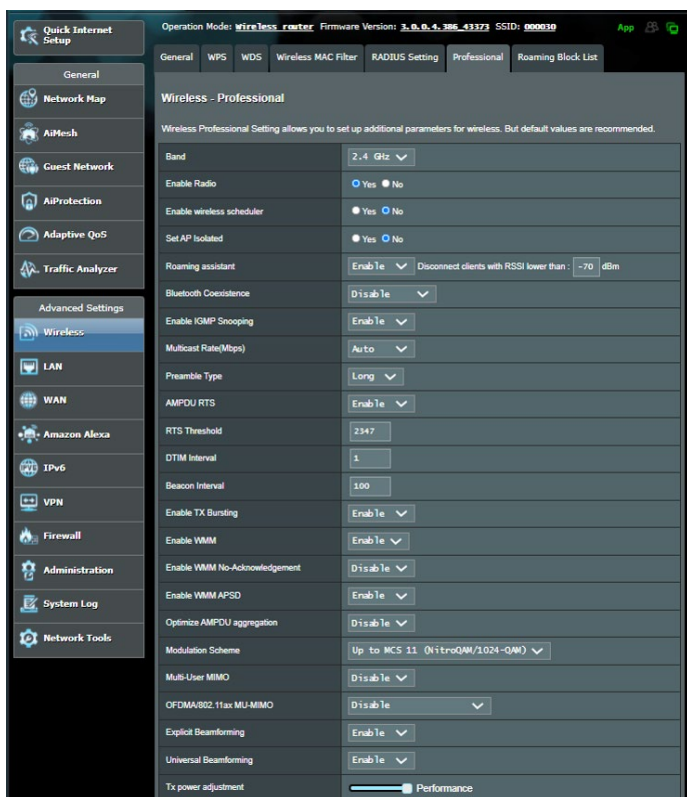 Quick Internet
Setup
Operation Mode: Wireless router Firmware Version: 3.0.0.4.386_43373 SSID: 000030 App
General WPS WDS Wireless MAC Filter RADIUS Setting Professional Roaming Block List
General
Network Map
AiMesh
Guest Network
AiProtection
Adaptive QoS
Traffic Analyzer
Advanced Settings
Wireless
LAN
WAN
Amazon Alexa
IPv6
VPN
Firewall
Administration
System Log
Network Tools
Wireless - Professional
Wireless Professional Setting allows you to set up additional parameters for wireless. But default values are recommended.
Band 2.4 GHz
Enable Radio Yes No
Enable wireless scheduler Yes No
Set AP Isolated Yes No
Roaming assistant Enable Disconnect clients with RSSI lower than : -70 dBm
Bluetooth Coexistence Disable
Enable IGMP Snooping Enable
Multicast Rate(Mbps) Auto
Preamble Type Long
AMPDU RTS Enable
RTS Threshold 2347
DTIM Interval 1
Beacon Interval 100
Enable TX Bursting Enable
Enable WMM Enable
Enable WMM No-Acknowledgement Disable
Enable WMM APSD Enable
Optimize AMPDU aggregation Disable
Modulation Scheme Up to MCS 11 (NitroQAM/1024-QAM)
Multi-User MIMO Disable
OFDMA/802.11ax MU-MIMO Disable
Explicit Beamforming Enable
Universal Beamforming Enable
Tx power adjustment Performance